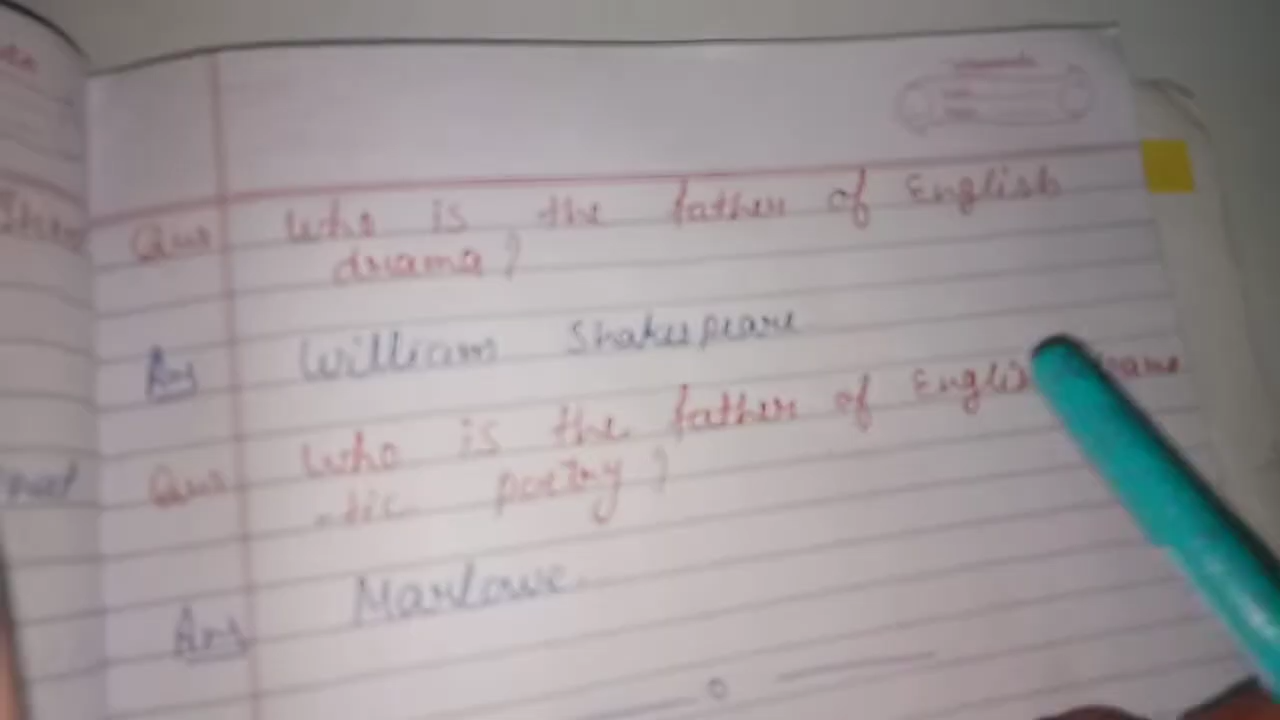 Ques Who is the father of English
drama?
Ans William Shakespeare
Ques Who is the father of English
-tic poetry?
Ans Marlowe